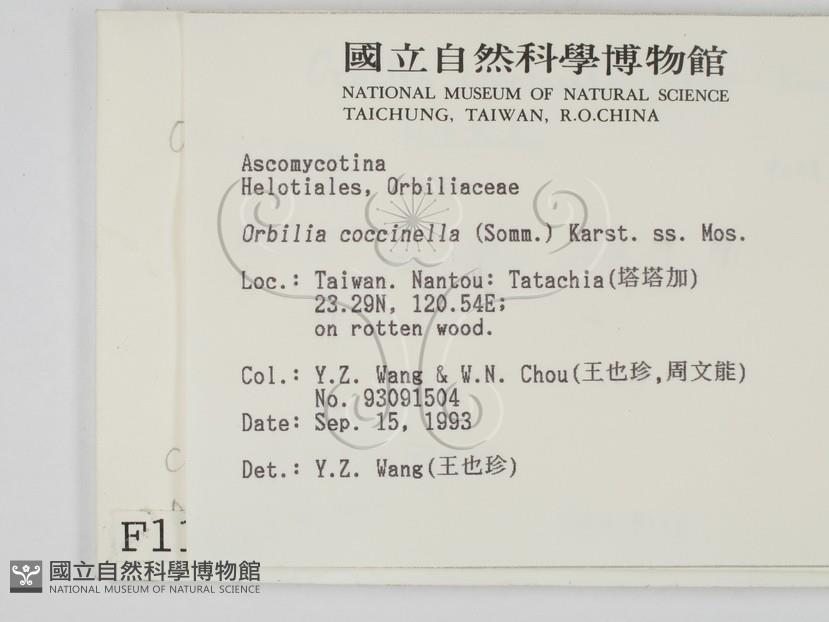 國立自然科學博物館
NATIONAL MUSEUM OF NATURAL SCIENCE
TAICHUNG, TAIWAN, R.O.CHINA
Ascomycotina
Helotiales, Orbiliaceae
Orbilia coccinella (Somm.) Karst. ss. Mos.
Loc.: Taiwan. Nantou: Tatachia(塔塔加)
23.29N, 120.54E;
on rotten wood.
Col.: Y.Z. Wang & W.N. Chou(王也珍,周文能)
No. 93091504
Date: Sep. 15, 1993
Det.: Y.Z. Wang(王也珍)
國立自然科學博物館
NATIONAL MUSEUM OF NATURAL SCIENCE